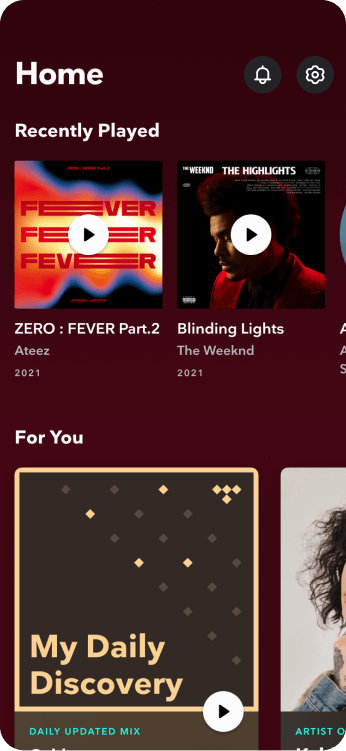 Home
Recently Played
FEVER
FEVER
FEVER
THE WEEKND THE HIGHLIGHTS
ZERO : FEVER Part.2
Blinding Lights
Ateez
The Weeknd
2021
2021
For You
My Daily
Discovery
DAILY UPDATED MIX
ARTIST